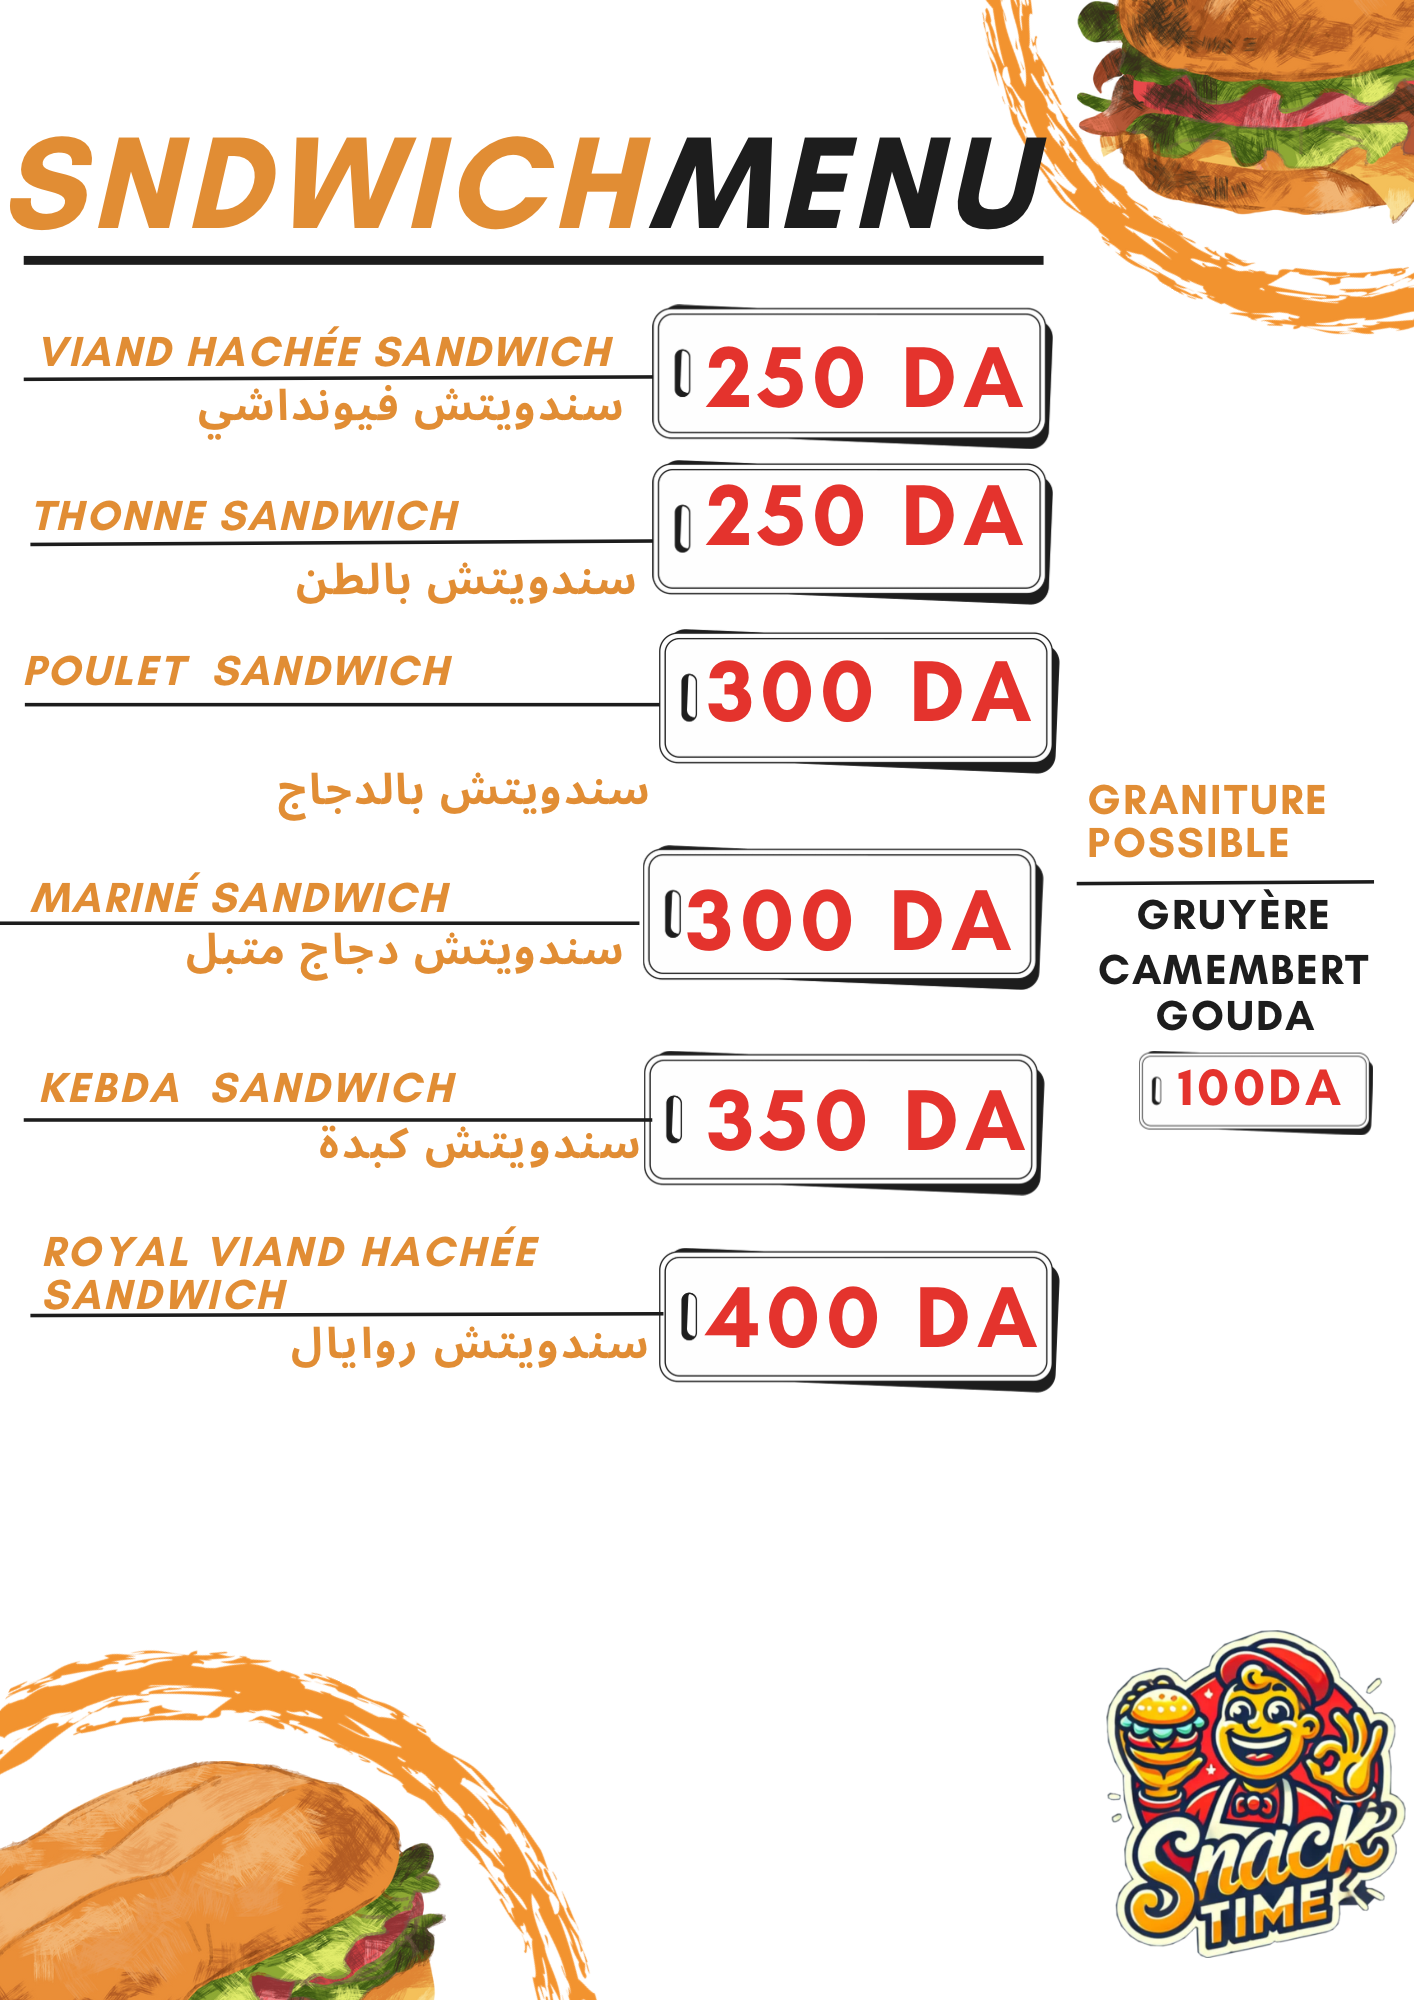 SNDWICHMENU
VIAND HACHÉE SANDWICH
250 DA
سندويتش فيونداشي
THONNE SANDWICH
250 DA
سندويتش بالطن
POULET SANDWICH
300 DA
سندويتش بالدجاج
MARINÉ SANDWICH
300 DA
سندويتش دجاج متبل
KEBDA SANDWICH
350 DA
سندويتش كبدة
ROYAL VIAND HACHÉE
SANDWICH
400 DA
سندويتش روايال
GRANITURE
POSSIBLE
GRUYÈRE
CAMEMBERT
GOUDA
100DA
Snack
TIME